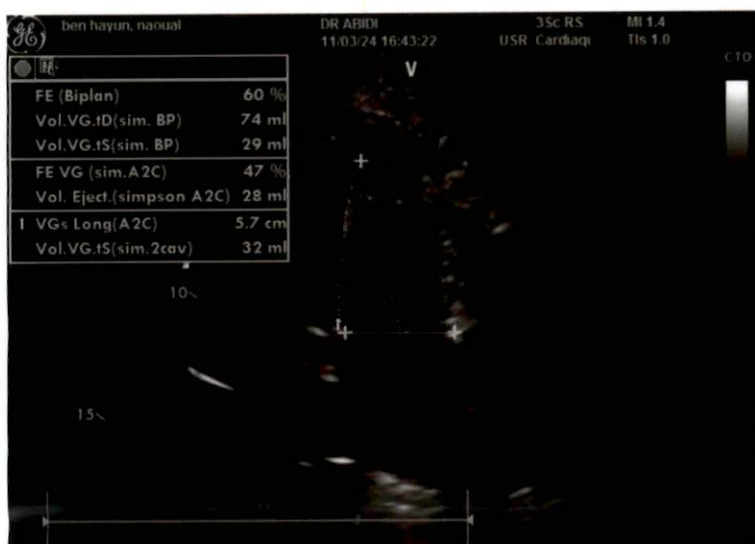 ben hayun, naoual
DR ABIDI
11/03/24 16:43:22
3Sc RS
USR Cardiaqu
MI 1.4
TIs 1.0
CTO
V
FE (Biplan) 60 %
Vol.VG.tD(sim. BP) 74 ml
Vol.VG.tS(sim. BP) 29 ml
FE VG (sim.A2C) 47 %
Vol. Eject.(simpson A2C) 28 ml
1 VGs Long(A2C) 5.7 cm
Vol.VG.tS(sim.2cav) 32 ml
10
15